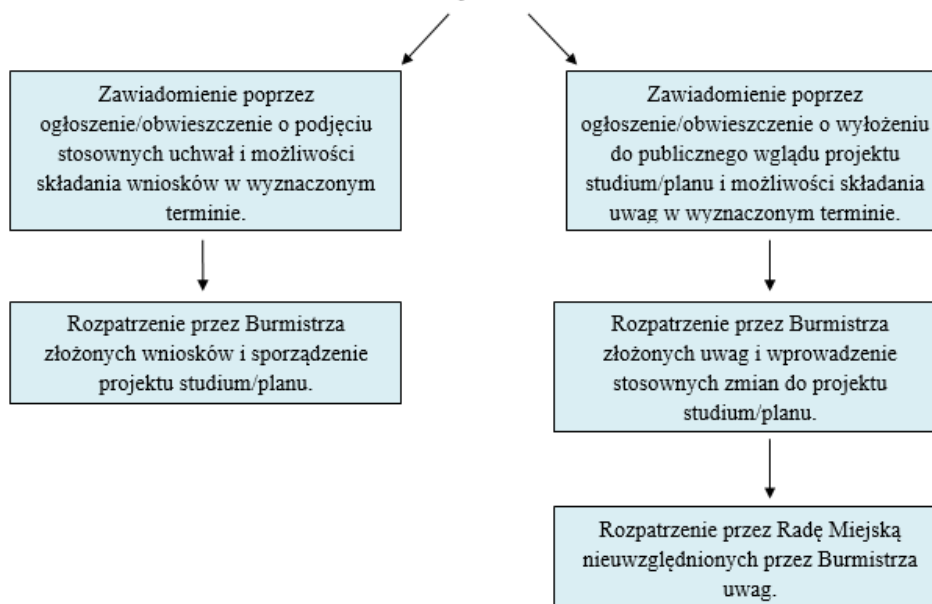 Zawiadomienie poprzez
ogłoszenie/obwieszczenie o podjęciu
stosownych uchwał i możliwości
składania wniosków w wyznaczonym
terminie.
Rozpatrzenie przez Burmistrza
złożonych wniosków i sporządzenie
projektu studium/planu.
Zawiadomienie poprzez
ogłoszenie/obwieszczenie o wyłożeniu
do publicznego wglądu projektu
studium/planu i możliwości składania
uwag w wyznaczonym terminie.
Rozpatrzenie przez Burmistrza
złożonych uwag i wprowadzenie
stosownych zmian do projektu
studium/planu.
Rozpatrzenie przez Radę Miejską
nieuwzględnionych przez Burmistrza
uwag.